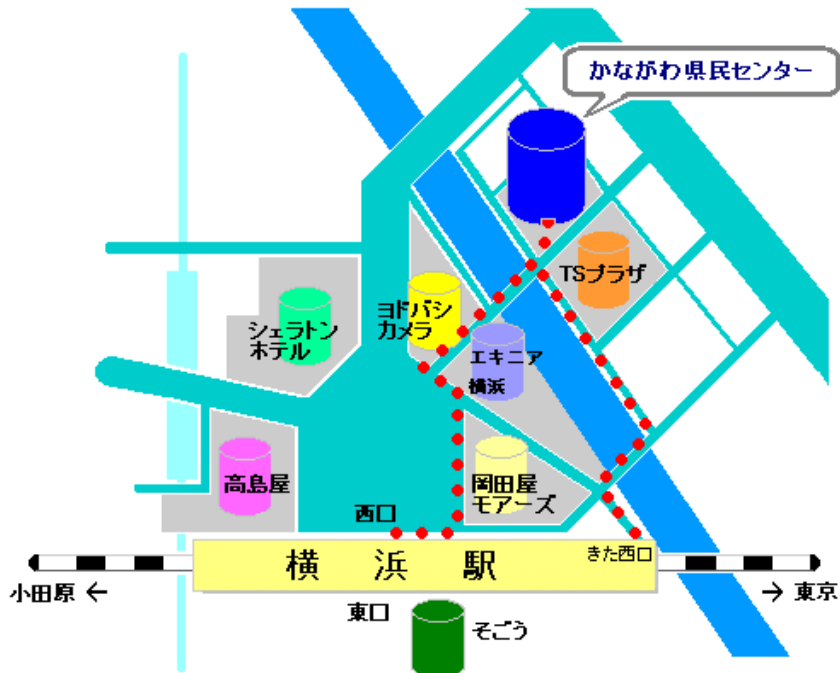 かながわ県民センター
TSプラザ
ヨドバシ
カメラ
シェラトン
ホテル
エキニア
横浜
高島屋
岡田屋
モアーズ
西口
きた西口
横浜駅
小田原 ←
→ 東京
東口
そごう